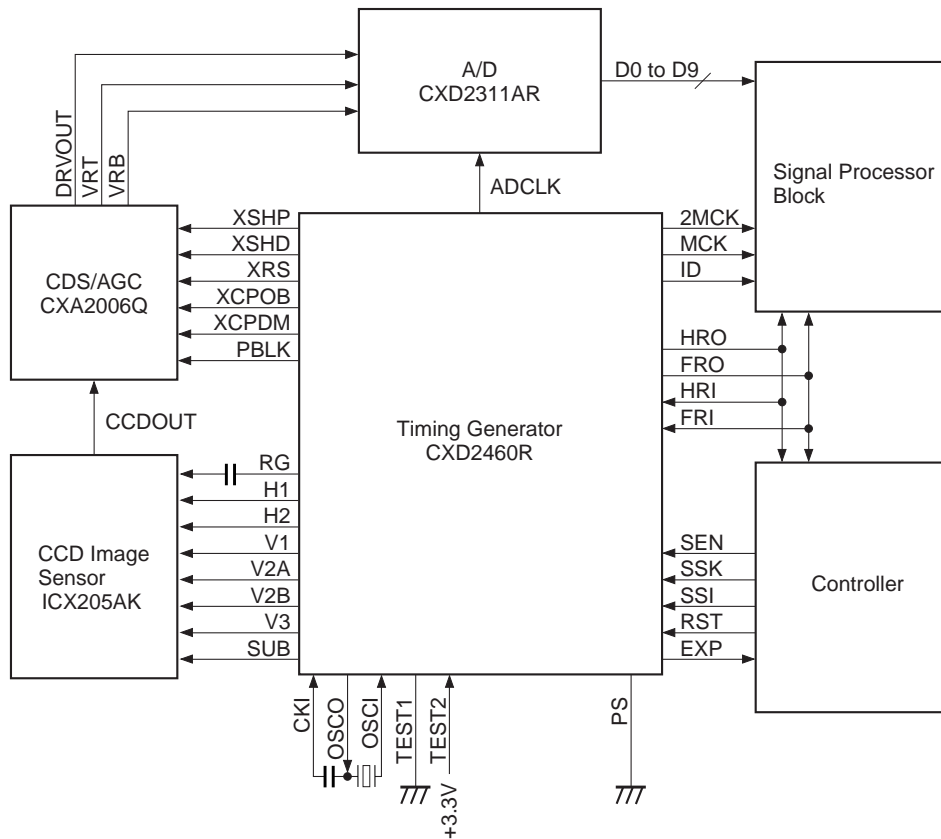 A/D
CXD2311AR
D0 to D9
DRVOUT
VRT
VRB
ADCLK
Signal Processor
Block
CDS/AGC
CXA2006Q
XSHP
XSHD
XRS
XCPOB
XCPDM
PBLK
2MCK
MCK
ID
HRO
FRO
HRI
FRI
CCDOUT
Timing Generator
CXD2460R
CCD Image
Sensor
ICX205AK
RG
H1
H2
V1
V2A
V2B
V3
SUB
SEN
SSK
SSI
RST
EXP
Controller
CKI
OSCO
OSCI
TEST1
TEST2
PS
+3.3V